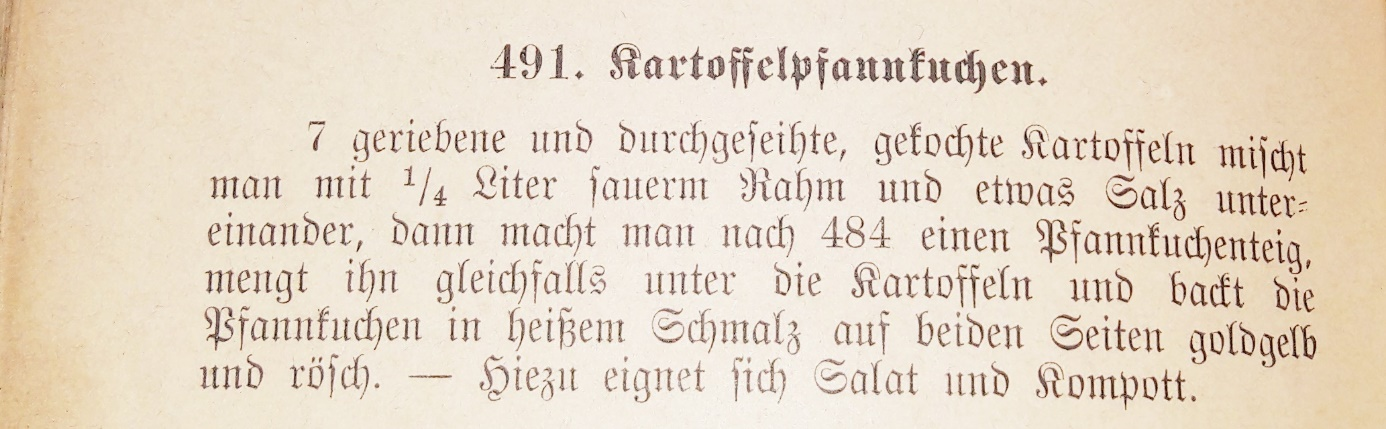 491. Kartoffelpfannkuchen.
7 geriebene und durchgeseihte, gekochte Kartoffeln mischt
man mit 1/4 Liter sauerm Rahm und etwas Salz unter-
einander, dann macht man nach 484 einen Pfannkuchenteig,
mengt ihn gleichfalls unter die Kartoffeln und backt die
Pfannkuchen in heißem Schmalz auf beiden Seiten goldgelb
und rösch. — Hiezu eignet sich Salat und Kompott.